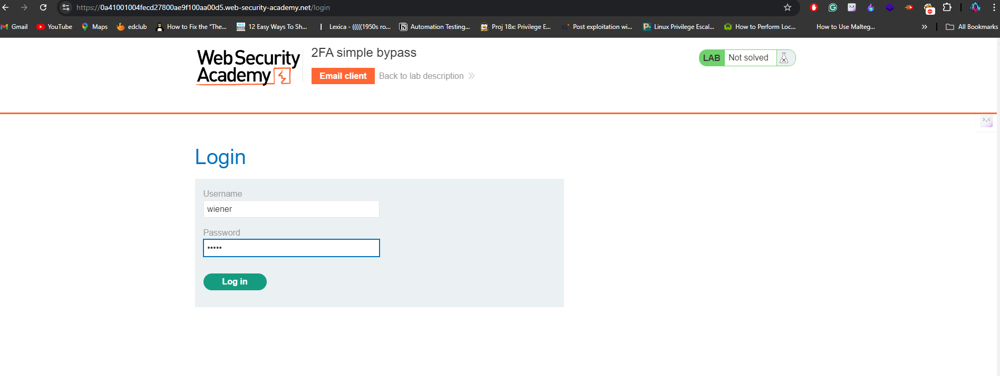 https://0a41001004fecd27800ae9f100aa00d5.web-security-academy.net/login
Gmail YouTube Maps edclub How to Fix the “The... 12 Easy Ways To Sh... Lexica - (((((1950s ro... Automation Testing... Proj 18x: Privilege E... Post exploitation wi... Linux Privilege Escal... How to Perform Loc... How to Use Malteg... » All Bookmarks
Web Security
Academy
2FA simple bypass
Email client Back to lab description
LAB Not solved
Login
Username
wiener
Password
•••••
Log in